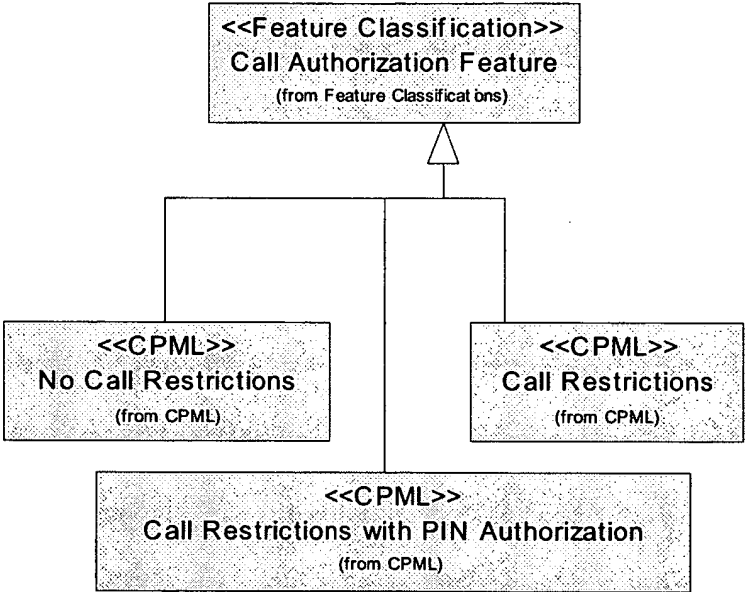 <<Feature Classification>>
Call Authorization Feature
(from Feature Classifications)
<<CPML>>
No Call Restrictions
(from CPML)
<<CPML>>
Call Restrictions
(from CPML)
<<CPML>>
Call Restrictions with PIN Authorization
(from CPML)